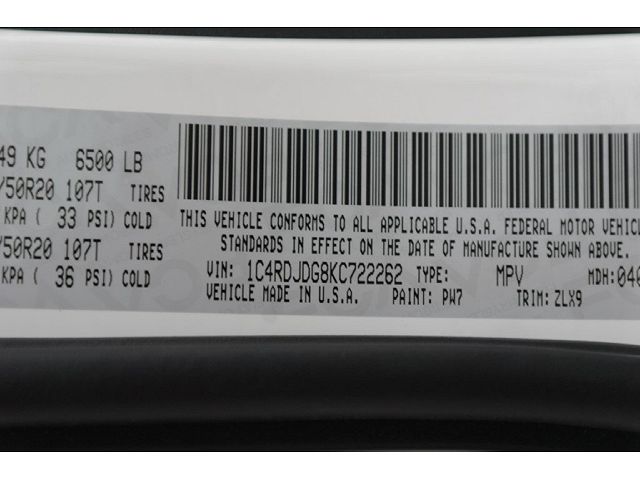 49 KG 6500 LB
/50R20 107T TIRES
KPA ( 33 PSI) COLD
/50R20 107T TIRES
KPA ( 36 PSI) COLD
THIS VEHICLE CONFORMS TO ALL APPLICABLE U.S.A. FEDERAL MOTOR VEHICL
STANDARDS IN EFFECT ON THE DATE OF MANUFACTURE SHOWN ABOVE.
VIN: 1C4RDJDG8KC722262 TYPE: MPV MDH: 040
VEHICLE MADE IN U.S.A. PAINT: PW7 TRIM: ZLX9